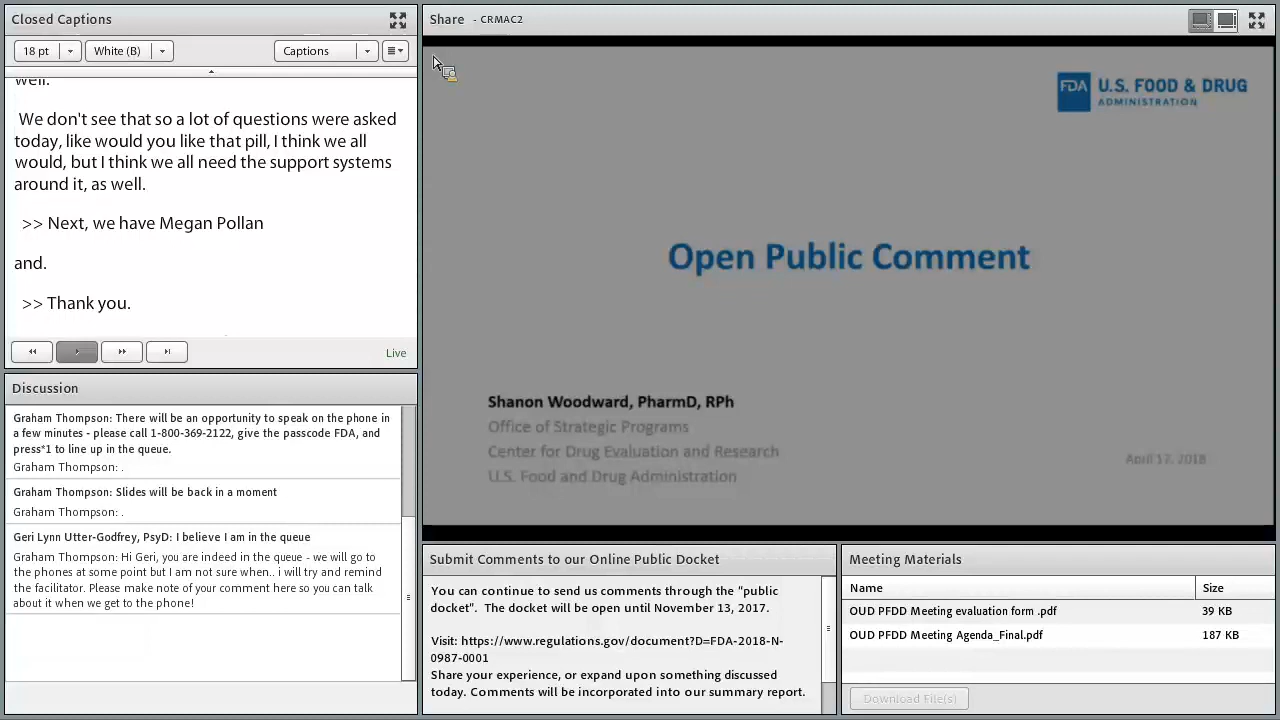 Closed Captions
18 pt
White (B)
Captions
well.
We don't see that so a lot of questions were asked
today, like would you like that pill, I think we all
would, but I think we all need the support systems
around it, as well.
>> Next, we have Megan Pollan
and.
>> Thank you.
Live
Discussion
Graham Thompson: There will be an opportunity to speak on the phone in
a few minutes - please call 1-800-369-2122, give the passcode FDA, and
press*1 to line up in the queue.
Graham Thompson: .
Graham Thompson: Slides will be back in a moment
Graham Thompson: .
Geri Lynn Utter-Godfrey, PsyD: I believe I am in the queue
Graham Thompson: Hi Geri, you are indeed in the queue - we will go to
the phones at some point but I am not sure when.. i will try and remind
the facilitator. Please make note of your comment here so you can talk
about it when we get to the phone!
Share - CRMAC2
FDA
U.S. FOOD & DRUG
ADMINISTRATION
Open Public Comment
Shanon Woodward, PharmD, RPh
Office of Strategic Programs
Center for Drug Evaluation and Research
U.S. Food and Drug Administration
April 17, 2018
Submit Comments to our Online Public Docket
You can continue to send us comments through the "public
docket". The docket will be open until November 13, 2017.
Visit: https://www.regulations.gov/document?D=FDA-2018-N-
0987-0001
Share your experience, or expand upon something discussed
today. Comments will be incorporated into our summary report.
Meeting Materials
Name Size
OUD PFDD Meeting evaluation form .pdf 39 KB
OUD PFDD Meeting Agenda_Final.pdf 187 KB
Download File(s)